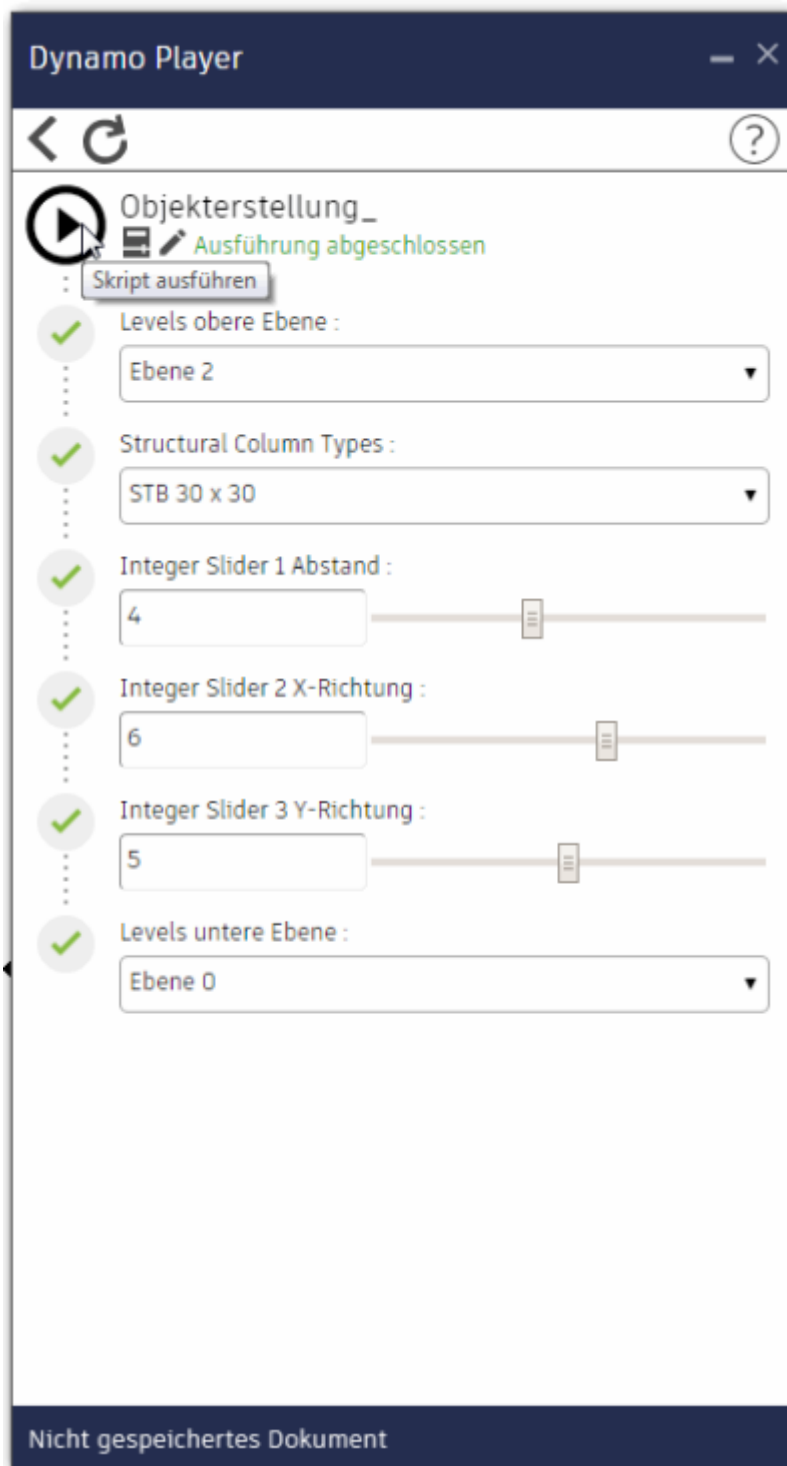 Dynamo Player
Objekterstellung_
Ausführung abgeschlossen
Skript ausführen
Levels obere Ebene :
Ebene 2
Structural Column Types :
STB 30 x 30
Integer Slider 1 Abstand :
4
Integer Slider 2 X-Richtung :
6
Integer Slider 3 Y-Richtung :
5
Levels untere Ebene :
Ebene 0
Nicht gespeichertes Dokument